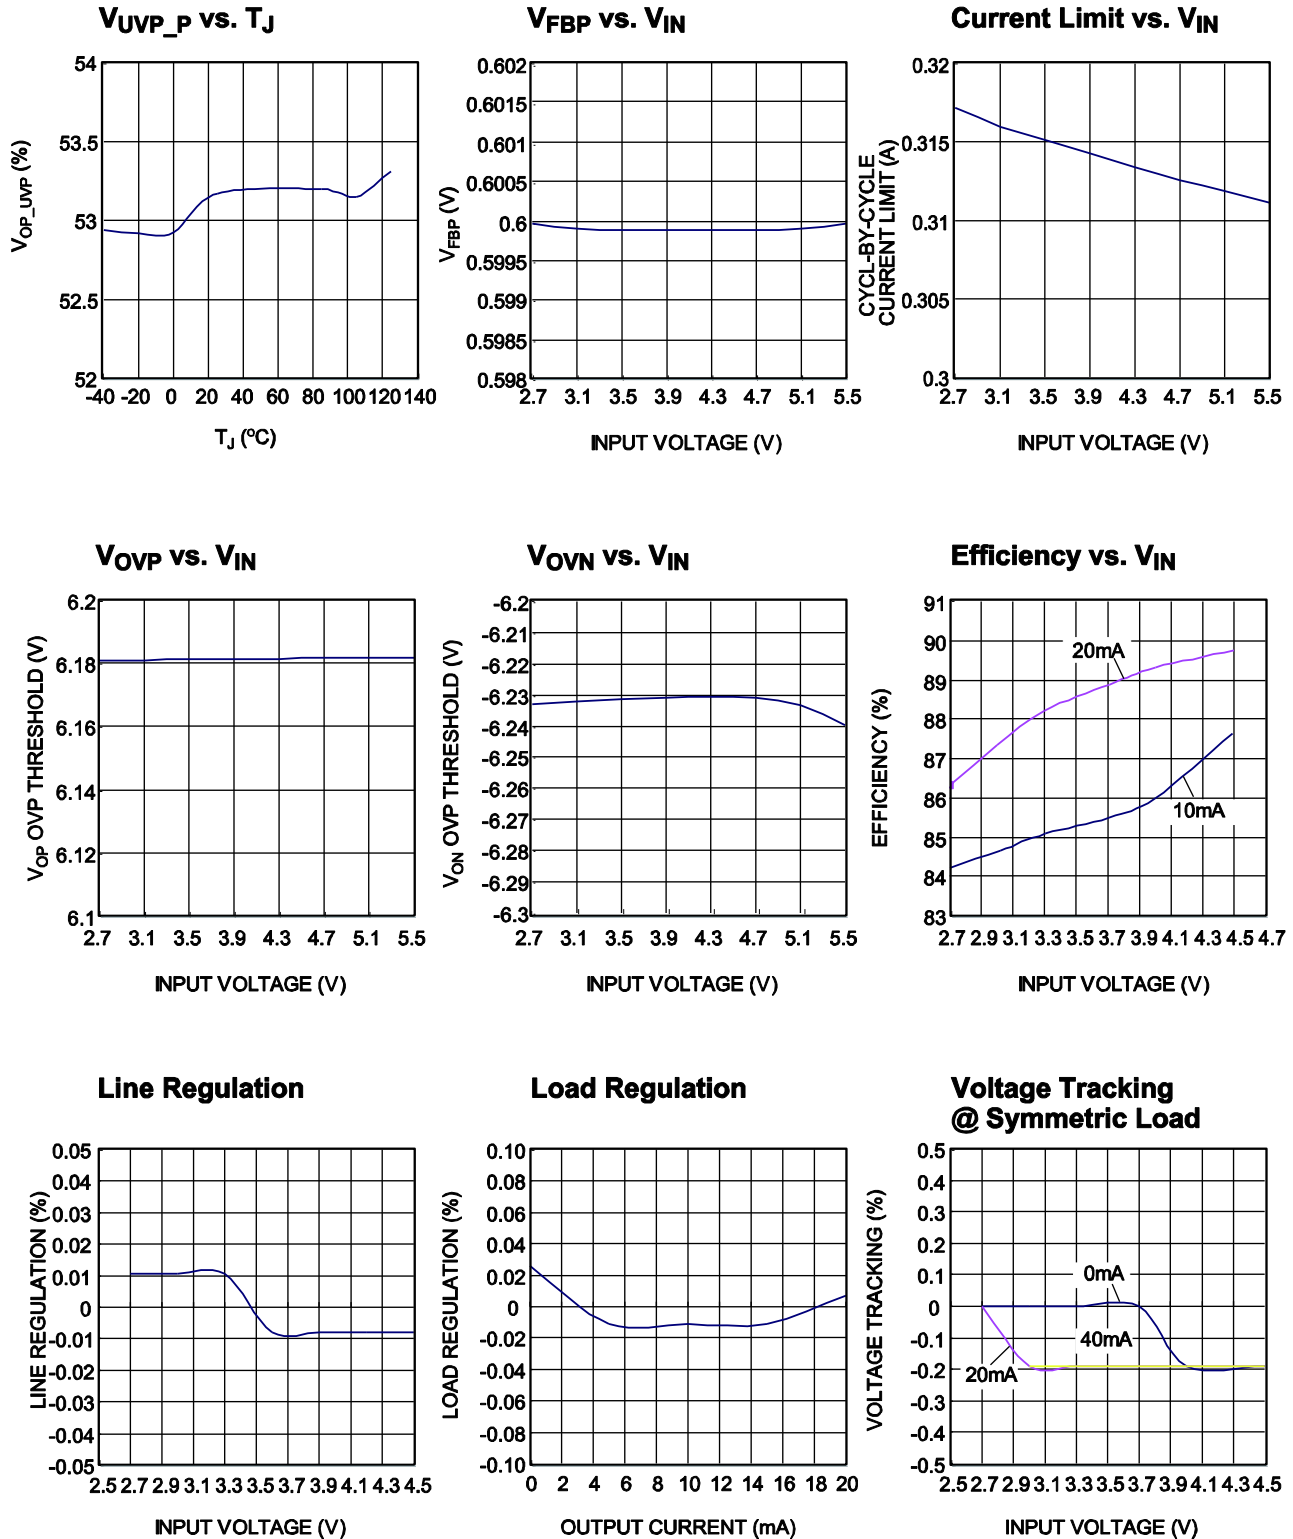 VUVP_P vs. TJ
54
53.5
53
52.5
52
-40 -20 0 20 40 60 80 100 120 140
VOP_UVP (%)
TJ (oC)
VFBP vs. VIN
0.602
0.6015
0.601
0.6005
0.6
0.5995
0.599
0.5985
0.598
2.7 3.1 3.5 3.9 4.3 4.7 5.1 5.5
VFBP (V)
INPUT VOLTAGE (V)
Current Limit vs. VIN
0.32
0.315
0.31
0.305
0.3
2.7 3.1 3.5 3.9 4.3 4.7 5.1 5.5
CYCL-BY-CYCLE
CURRENT LIMIT (A)
INPUT VOLTAGE (V)
VOVP vs. VIN
6.2
6.18
6.16
6.14
6.12
6.1
2.7 3.1 3.5 3.9 4.3 4.7 5.1 5.5
VOP OVP THRESHOLD (V)
INPUT VOLTAGE (V)
VOVN vs. VIN
-6.2
-6.21
-6.22
-6.23
-6.24
-6.25
-6.26
-6.27
-6.28
-6.29
-6.3
2.7 3.1 3.5 3.9 4.3 4.7 5.1 5.5
VON OVP THRESHOLD (V)
INPUT VOLTAGE (V)
Efficiency vs. VIN
91
90
89
88
87
86
85
84
83
20mA
10mA
2.7 2.9 3.1 3.3 3.5 3.7 3.9 4.1 4.3 4.5 4.7
EFFICIENCY (%)
INPUT VOLTAGE (V)
Line Regulation
0.05
0.04
0.03
0.02
0.01
0
-0.01
-0.02
-0.03
-0.04
-0.05
2.5 2.7 2.9 3.1 3.3 3.5 3.7 3.9 4.1 4.3 4.5
LINE REGULATION (%)
INPUT VOLTAGE (V)
Load Regulation
0.10
0.08
0.06
0.04
0.02
0
-0.02
-0.04
-0.06
-0.08
-0.10
0 2 4 6 8 10 12 14 16 18 20
LOAD REGULATION (%)
OUTPUT CURRENT (mA)
Voltage Tracking
@ Symmetric Load
0.5
0.4
0.3
0.2
0.1
0
-0.1
-0.2
-0.3
-0.4
-0.5
0mA
40mA
20mA
2.5 2.7 2.9 3.1 3.3 3.5 3.7 3.9 4.1 4.3 4.5
VOLTAGE TRACKING (%)
INPUT VOLTAGE (V)